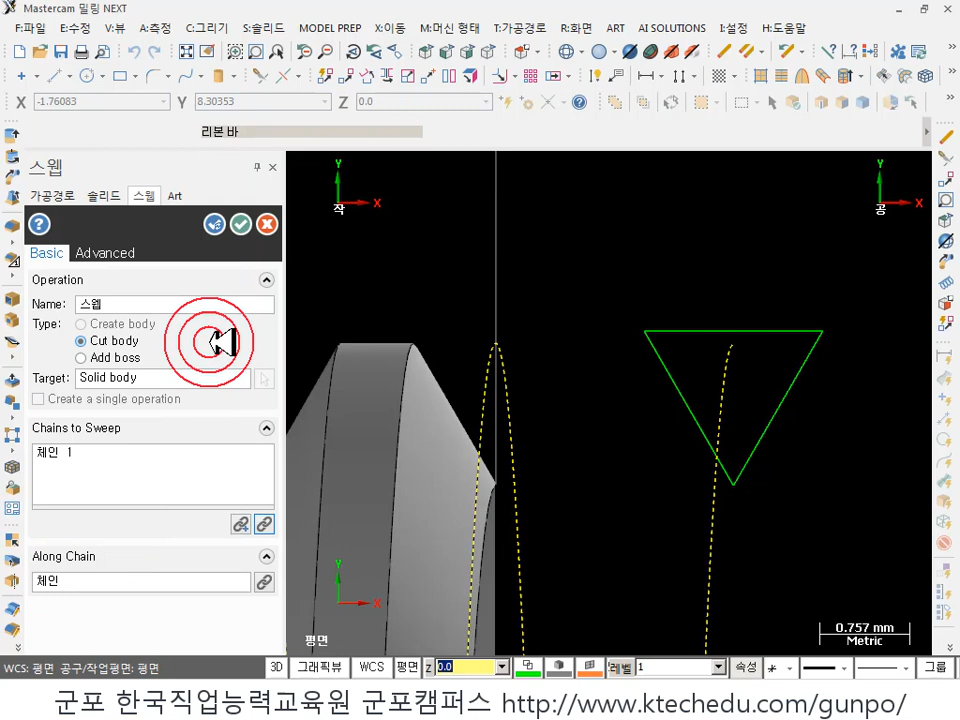 Mastercam 밀링 NEXT
F:파일 E:수정 V:뷰 A:측정 C:그리기 S:솔리드 MODEL PREP X:이동 M:머신 형태 T:가공경로 R:화면 ART AI SOLUTIONS I:설정 H:도움말
X -1.76083 Y 8.30353 Z 0.0
리본 바
스윕
가공경로 솔리드 스윕 Art
Basic Advanced
Operation
Name: 스윕
Type: Create body
Cut body
Add boss
Target: Solid body
Create a single operation
Chains to Sweep
체인 1
Along Chain
체인
Y
X
작
Y
X
공
Y
X
평면
0.757 mm
Metric
WCS: 평면 공구/작업평면: 평면
3D 그래픽뷰 WCS 평면 Z 0.0 레벨 1 속성 그룹
군포 한국직업능력교육원 군포캠퍼스 http://www.ktechedu.com/gunpo/